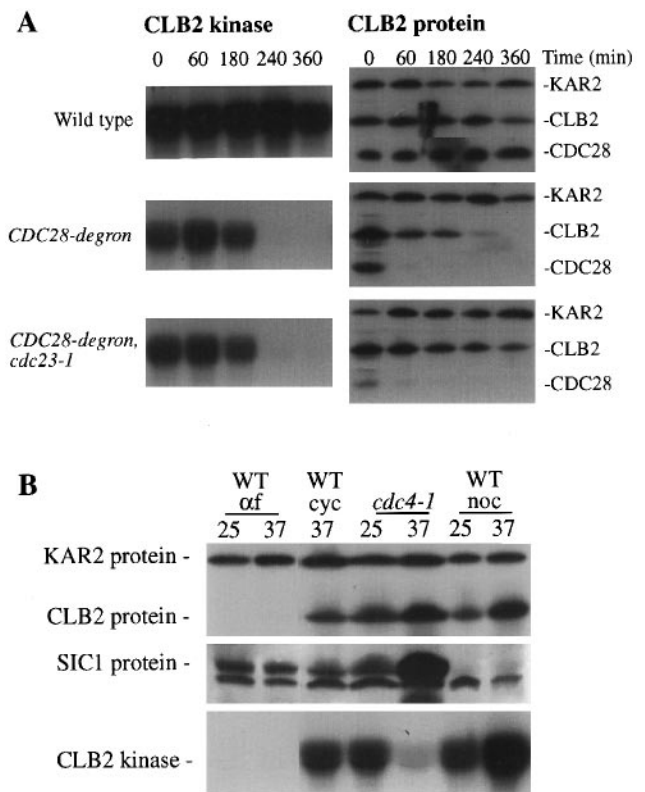 A
CLB2 kinase CLB2 protein
0 60 180 240 360 0 60 180 240 360 Time (min)
Wild type
-KAR2
-CLB2
-CDC28
CDC28-degron
-KAR2
-CLB2
-CDC28
CDC28-degron,
cdc23-1
-KAR2
-CLB2
-CDC28
B
WT WT WT
αf cyc cdc4-1 noc
25 37 37 25 37 25 37
KAR2 protein -
CLB2 protein -
SIC1 protein -
CLB2 kinase -